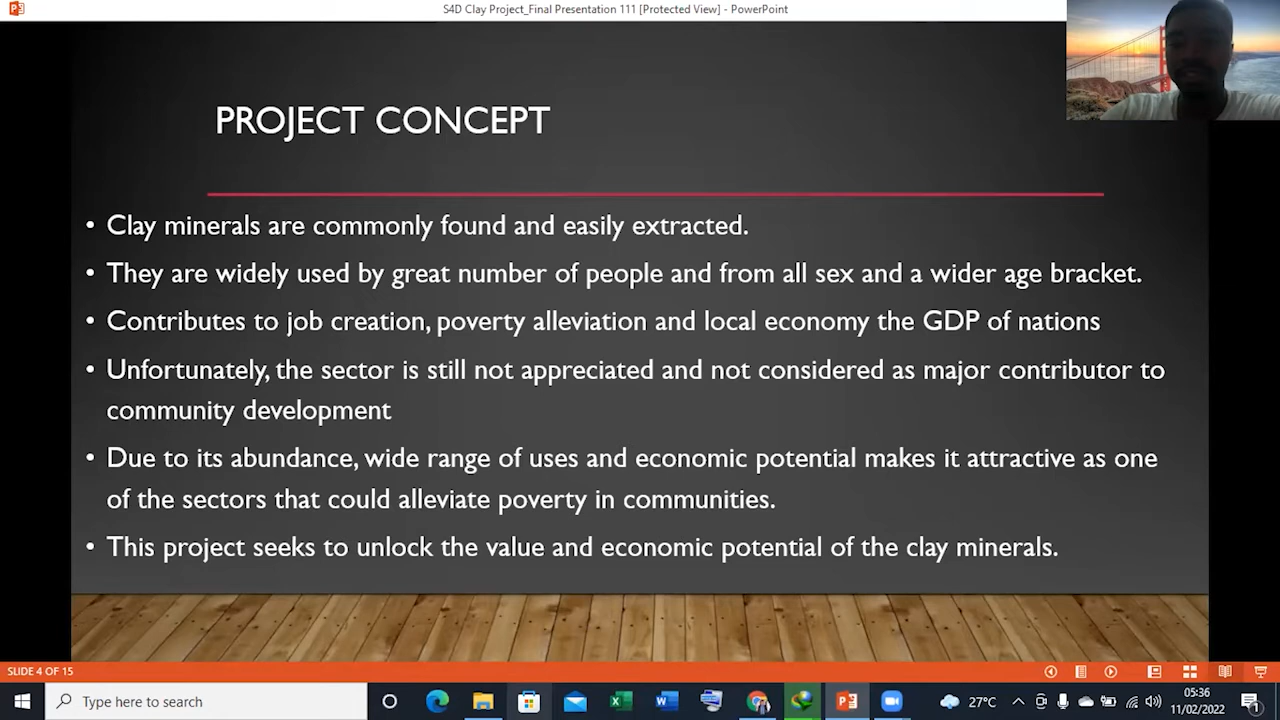 S4D Clay Project_Final Presentation 111 [Protected View] - PowerPoint
PROJECT CONCEPT
• Clay minerals are commonly found and easily extracted.
• They are widely used by great number of people and from all sex and a wider age bracket.
• Contributes to job creation, poverty alleviation and local economy the GDP of nations
• Unfortunately, the sector is still not appreciated and not considered as major contributor to
community development
• Due to its abundance, wide range of uses and economic potential makes it attractive as one
of the sectors that could alleviate poverty in communities.
• This project seeks to unlock the value and economic potential of the clay minerals.
SLIDE 4 OF 15
Type here to search
27°C
05:36
11/02/2022
1